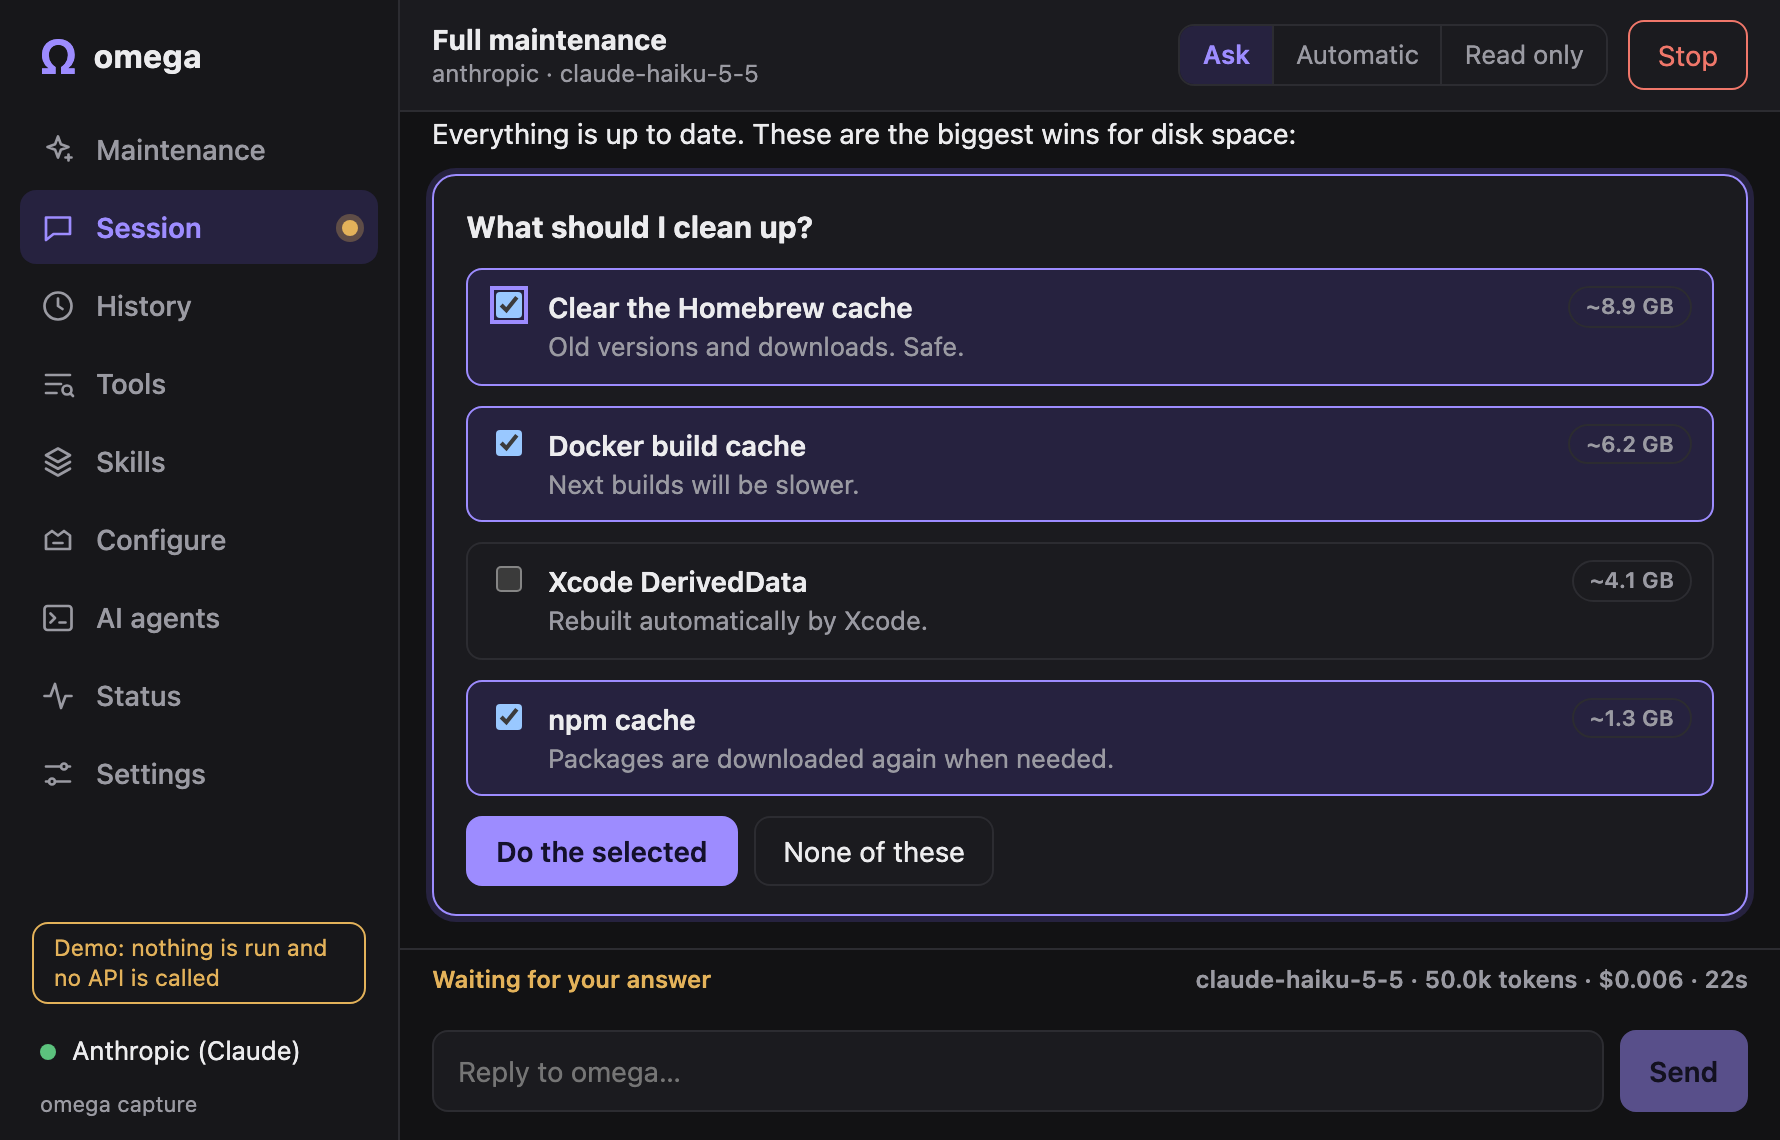 Ω omega
Maintenance
Session
History
Tools
Skills
Configure
AI agents
Status
Settings
Demo: nothing is run and
no API is called
Anthropic (Claude)
omega capture
Full maintenance
anthropic · claude-haiku-5-5
Ask
Automatic
Read only
Stop
Everything is up to date. These are the biggest wins for disk space:
What should I clean up?
Clear the Homebrew cache
~8.9 GB
Old versions and downloads. Safe.
Docker build cache
~6.2 GB
Next builds will be slower.
Xcode DerivedData
~4.1 GB
Rebuilt automatically by Xcode.
npm cache
~1.3 GB
Packages are downloaded again when needed.
Do the selected
None of these
Waiting for your answer
claude-haiku-5-5 · 50.0k tokens · $0.006 · 22s
Reply to omega...
Send